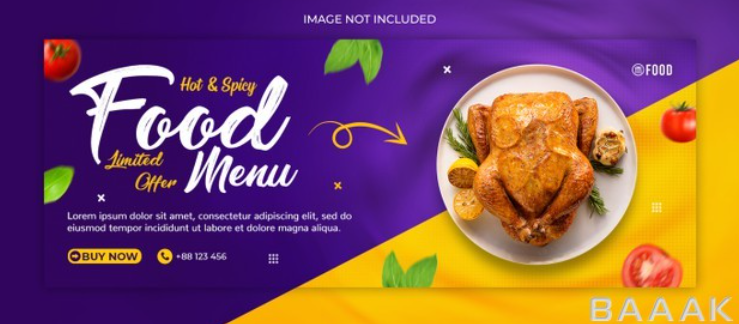 IMAGE NOT INCLUDED
Hot & Spicy
Food
Limited
Offer
Menu
FOOD
Lorem ipsum dolor sit amet, consectetur adipiscing elit, sed do eiusmod
tempor incididunt ut labore et dolore magna aliqua.
BUY NOW
+88 123 456
BAAAK